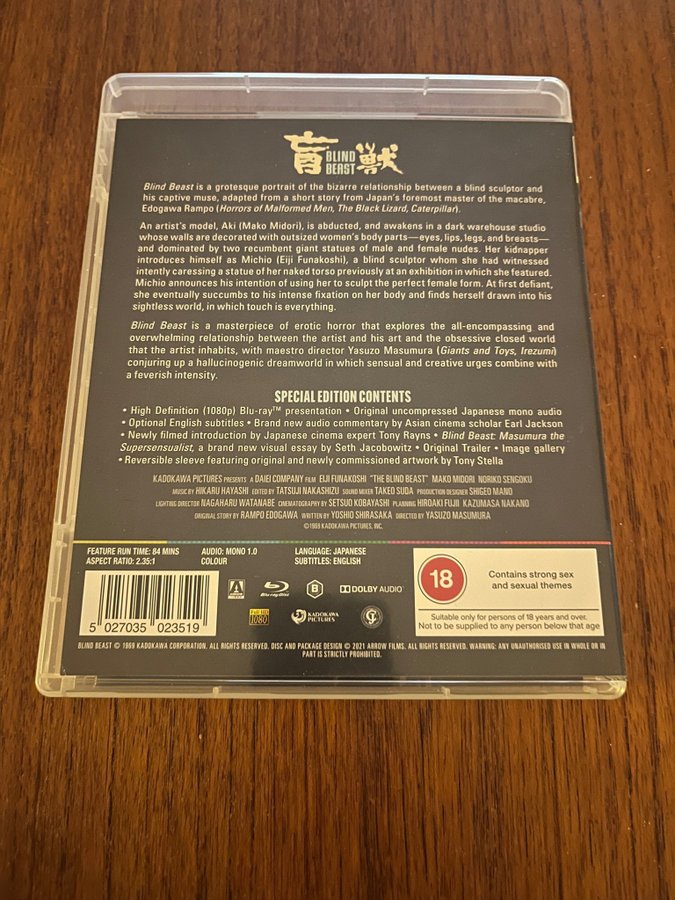 盲獣
BLIND
BEAST
Blind Beast is a grotesque portrait of the bizarre relationship between a blind sculptor and
his captive muse, adapted from a short story from Japan's foremost master of the macabre,
Edogawa Rampo (Horrors of Malformed Men, The Black Lizard, Caterpillar).
An artist's model, Aki (Mako Midori), is abducted, and awakens in a dark warehouse studio
whose walls are decorated with outsized women's body parts—eyes, lips, legs, and breasts—
and dominated by two recumbent giant statues of male and female nudes. Her kidnapper
introduces himself as Michio (Eiji Funakoshi), a blind sculptor whom she had witnessed
intently caressing a statue of her naked torso previously at an exhibition in which she featured.
Michio announces his intention of using her to sculpt the perfect female form. At first defiant,
she eventually succumbs to his intense fixation on her body and finds herself drawn into his
sightless world, in which touch is everything.
Blind Beast is a masterpiece of erotic horror that explores the all-encompassing and
overwhelming relationship between the artist and his art and the obsessive closed world
that the artist inhabits, with maestro director Yasuzo Masumura (Giants and Toys, Irezumi)
conjuring up a hallucinogenic dreamworld in which sensual and creative urges combine with
a feverish intensity.
SPECIAL EDITION CONTENTS
• High Definition (1080p) Blu-ray™ presentation • Original uncompressed Japanese mono audio
• Optional English subtitles • Brand new audio commentary by Asian cinema scholar Earl Jackson
• Newly filmed introduction by Japanese cinema expert Tony Rayns • Blind Beast: Masumura the
Supersensualist, a brand new visual essay by Seth Jacobowitz • Original Trailer • Image gallery
• Reversible sleeve featuring original and newly commissioned artwork by Tony Stella
KADOKAWA PICTURES PRESENTS A DAIEI COMPANY FILM EIJI FUNAKOSHI "THE BLIND BEAST" MAKO MIDORI NORIKO SENGOKU
MUSIC BY HIKARU HAYASHI EDITED BY TATSUJI NAKASHIZU SOUND MIXER TAKEO SUDA PRODUCTION DESIGNER SHIGEO MANO
LIGHTING DIRECTOR NAGAHARU WATANABE CINEMATOGRAPHY BY SETSUO KOBAYASHI PLANNING HIROAKI FUJII KAZUMASA NAKANO
ORIGINAL STORY BY RAMPO EDOGAWA WRITTEN BY YOSHIO SHIRASAKA DIRECTED BY YASUZO MASUMURA
©1969 KADOKAWA PICTURES, INC.
FEATURE RUN TIME: 84 MINS AUDIO: MONO 1.0 LANGUAGE: JAPANESE
ASPECT RATIO: 2.35:1 COLOUR SUBTITLES: ENGLISH
18
Contains strong sex
and sexual themes
Suitable only for persons of 18 years and over.
Not to be supplied to any person below that age
ARROW Blu-ray Disc B DOLBY AUDIO
Full HD 1080 KADOKAWA PICTURES
5 027035 023519
BLIND BEAST © 1969 KADOKAWA CORPORATION. ALL RIGHTS RESERVED. DISC AND PACKAGE DESIGN © 2021 ARROW FILMS. ALL RIGHTS RESERVED. WARNING: ANY UNAUTHORISED USE IN WHOLE OR IN
PART IS STRICTLY PROHIBITED.